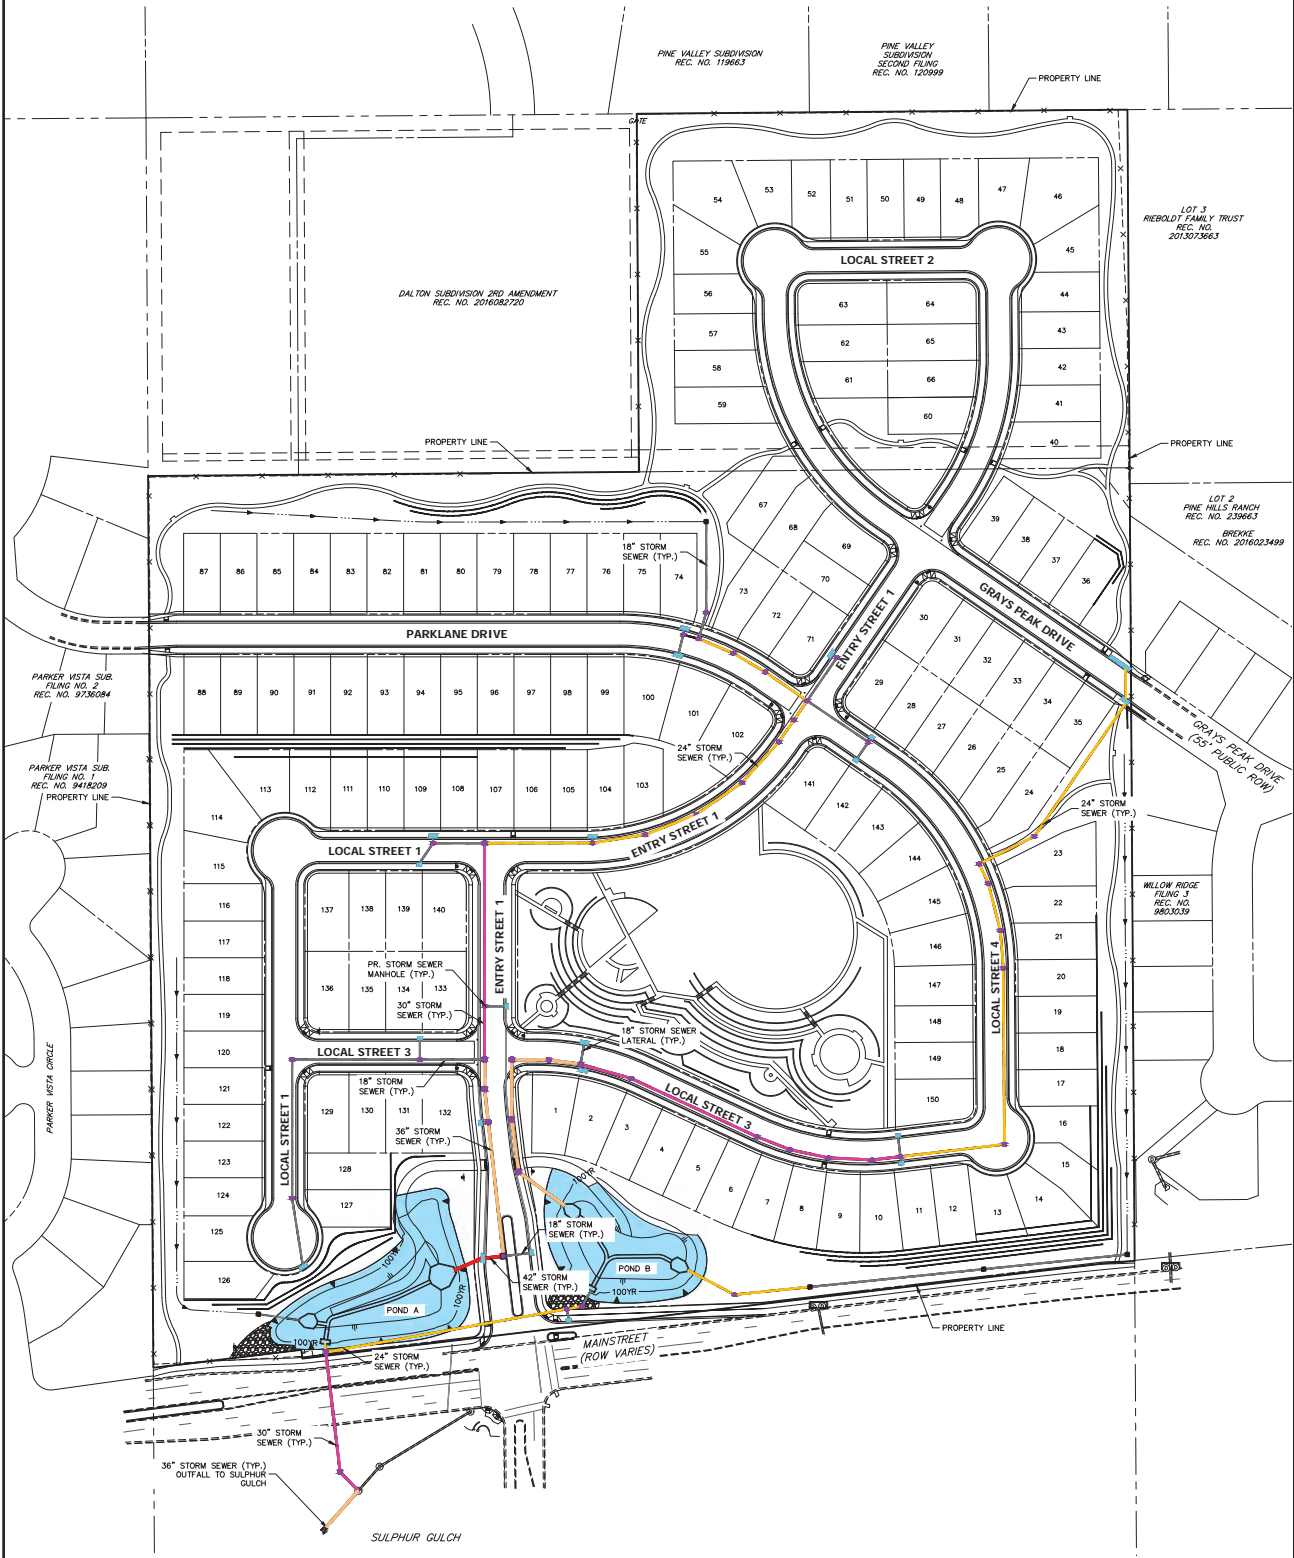 PINE VALLEY SUBDIVISION
REC. NO. 119663
PINE VALLEY
SUBDIVISION
SECOND FILING
REC. NO. 120999
PROPERTY LINE
GATE
LOT 3
RIEBOLDT FAMILY TRUST
REC. NO.
2013073663
54
53
52
51
50
49
48
47
46
55
45
LOCAL STREET 2
56
44
57
43
58
42
59
41
40
63
64
62
65
61
66
60
DALTON SUBDIVISION 2RD AMENDMENT
REC. NO. 2016082720
PROPERTY LINE
PROPERTY LINE
LOT 2
PINE HILLS RANCH
REC. NO. 239663
BREKKE
REC. NO. 2016023499
67
68
69
70
71
72
73
39
38
37
36
18" STORM
SEWER (TYP.)
87
86
85
84
83
82
81
80
79
78
77
76
75
74
GRAYS PEAK DRIVE
ENTRY STREET 1
PARKLANE DRIVE
30
31
32
33
34
35
29
28
27
26
25
24
PARKER VISTA SUB.
FILING NO. 2
REC. NO. 9736084
88
89
90
91
92
93
94
95
96
97
98
99
100
101
102
GRAYS PEAK DRIVE
(55' PUBLIC ROW)
24" STORM
SEWER (TYP.)
PARKER VISTA SUB.
FILING NO. 1
REC. NO. 9418209
PROPERTY LINE
113
112
111
110
109
108
107
106
105
104
103
141
142
143
144
145
146
147
148
149
150
24" STORM
SEWER (TYP.)
114
115
116
117
118
119
120
121
122
123
124
125
126
LOCAL STREET 1
ENTRY STREET 1
23
22
21
20
19
18
17
16
15
14
WILLOW RIDGE
FILING 3
REC. NO.
9803039
137
138
139
140
136
135
134
133
ENTRY STREET 1
PR. STORM SEWER
MANHOLE (TYP.)
30" STORM
SEWER (TYP.)
LOCAL STREET 4
18" STORM SEWER
LATERAL (TYP.)
LOCAL STREET 3
18" STORM
SEWER (TYP.)
PARKER VISTA CIRCLE
LOCAL STREET 1
129
130
131
132
128
127
36" STORM
SEWER (TYP.)
LOCAL STREET 3
1
2
3
4
5
6
7
8
9
10
11
12
13
100YR
18" STORM
SEWER (TYP.)
POND B
100YR
42" STORM
SEWER (TYP.)
100YR
100YR
POND A
100YR
24" STORM
SEWER (TYP.)
MAINSTREET
(ROW VARIES)
PROPERTY LINE
30" STORM
SEWER (TYP.)
36" STORM SEWER (TYP.)
OUTFALL TO SULPHUR
GULCH
SULPHUR GULCH